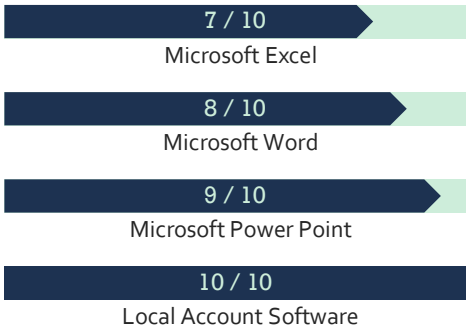 7 / 10
Microsoft Excel
8 / 10
Microsoft Word
9 / 10
Microsoft Power Point
10 / 10
Local Account Software